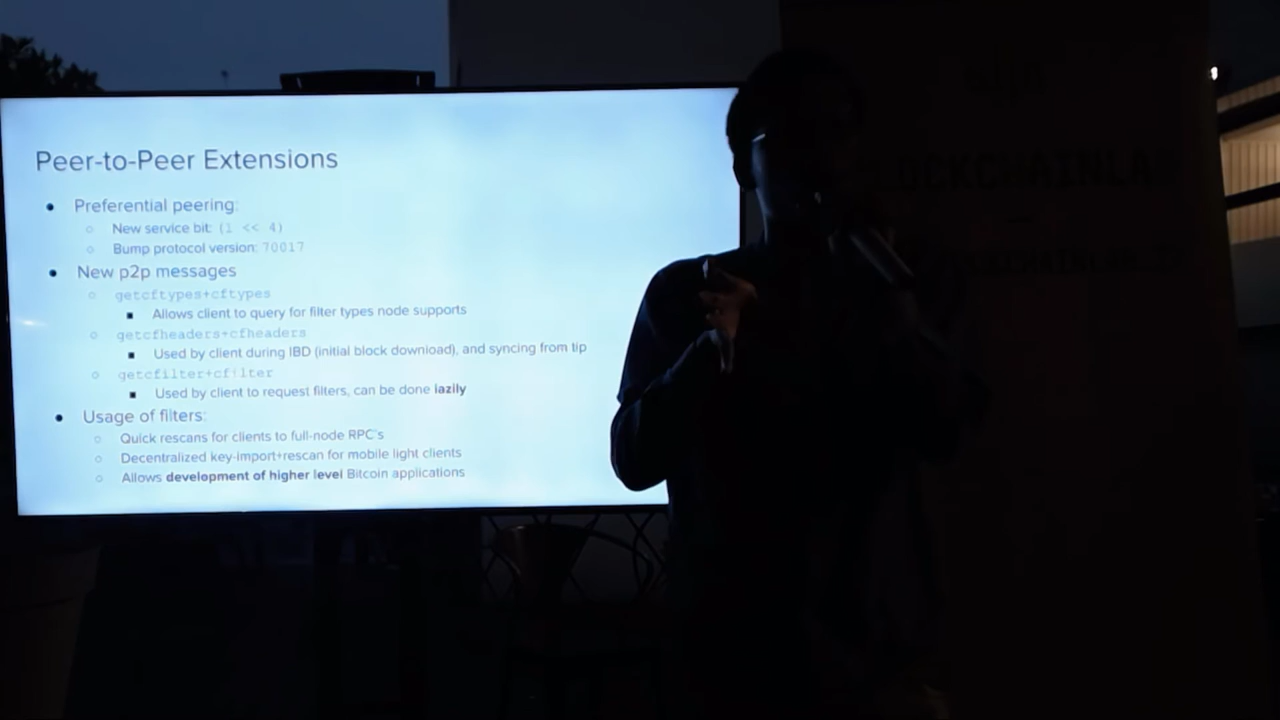 Peer-to-Peer Extensions
Preferential peering:
New service bit: (1 << 4)
Bump protocol version: 70017
New p2p messages
getcftypes+cftypes
Allows client to query for filter types node supports
getcfheaders+cfheaders
Used by client during IBD (initial block download), and syncing from tip
getcfilter+cfilter
Used by client to request filters, can be done lazily
Usage of filters:
Quick rescans for clients to full-node RPC's
Decentralized key-import+rescan for mobile light clients
Allows development of higher level Bitcoin applications
OCKCHAINLAB